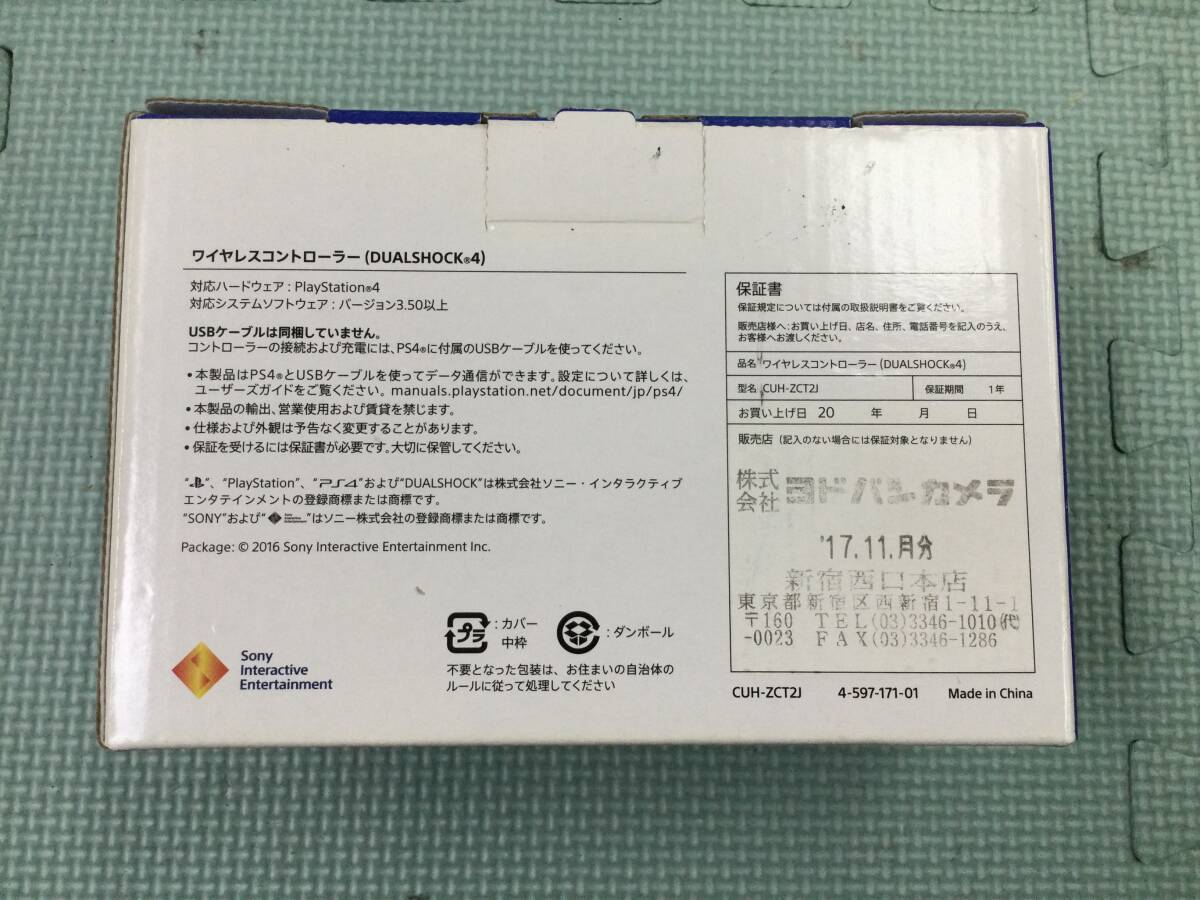 ワイヤレスコントローラー (DUALSHOCK®4)
対応ハードウェア : PlayStation®4
対応システムソフトウェア : バージョン3.50以上
USBケーブルは同梱していません。
コントローラーの接続および充電には、PS4®に付属のUSBケーブルを使ってください。
• 本製品はPS4®とUSBケーブルを使ってデータ通信ができます。設定について詳しくは、
ユーザーズガイドをご覧ください。manuals.playstation.net/document/jp/ps4/
• 本製品の輸出、営業使用および賃貸を禁じます。
• 仕様および外観は予告なく変更することがあります。
• 保証を受けるには保証書が必要です。大切に保管してください。
“PS”、“PlayStation”、“PS4”および“DUALSHOCK”は株式会社ソニー・インタラクティブ
エンタテインメントの登録商標または商標です。
“SONY”および“Sony Interactive Entertainment”はソニー株式会社の登録商標または商標です。
Package: © 2016 Sony Interactive Entertainment Inc.
プラ : カバー
中枠
: ダンボール
不要となった包装は、お住まいの自治体の
ルールに従って処理してください
Sony
Interactive
Entertainment
保証書
保証規定については付属の取扱説明書をご覧ください。
販売店様へ : お買い上げ日、店名、住所、電話番号を記入のうえ、
お客様へお渡しください。
品名 ワイヤレスコントローラー (DUALSHOCK®4)
型名 CUH-ZCT2J 保証期間 1年
お買い上げ日 20 年 月 日
販売店 (記入のない場合には保証対象となりません)
株式会社 ヨドバシカメラ
'17.11.月分
新宿西口本店
東京都新宿区西新宿1-11-1
〒160 TEL(03)3346-1010(代
-0023 FAX(03)3346-1286
CUH-ZCT2J 4-597-171-01 Made in China